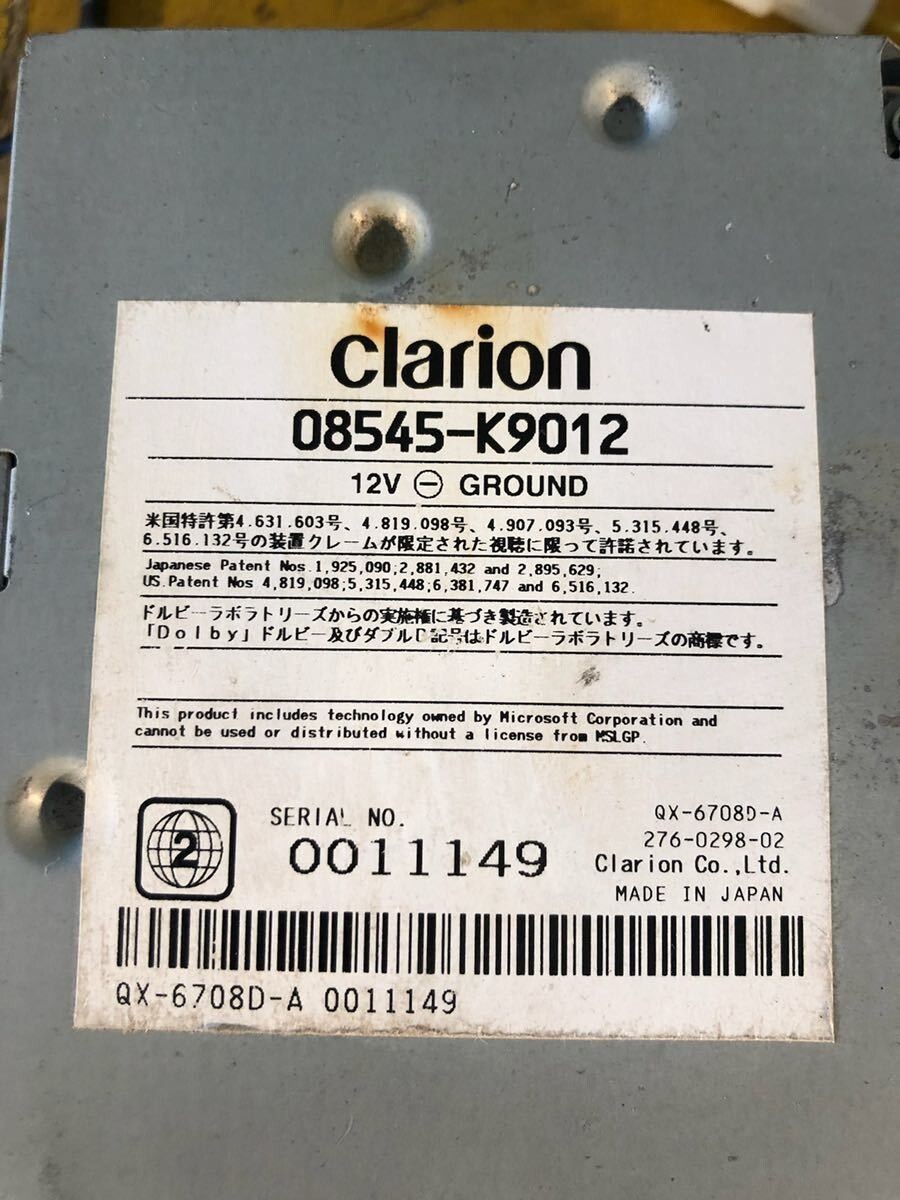 clarion
08545-K9012
12V ⊖ GROUND
米国特許第4.631.603号、4.819.098号、4.907.093号、5.315.448号、
6.516.132号の装置クレームが限定された視聴に限って許諾されています。
Japanese Patent Nos.1,925,090;2,881,432 and 2,895,629;
US.Patent Nos 4,819,098;5,315,448;6,381,747 and 6,516,132.
ドルビーラボラトリーズからの実施権に基づき製造されています。
「Dolby」ドルビー及びダブルD記号はドルビーラボラトリーズの商標です。
This product includes technology owned by Microsoft Corporation and
cannot be used or distributed without a license from MSLGP.
2
SERIAL NO.
0011149
QX-6708D-A
276-0298-02
Clarion Co.,Ltd.
MADE IN JAPAN
QX-6708D-A 0011149